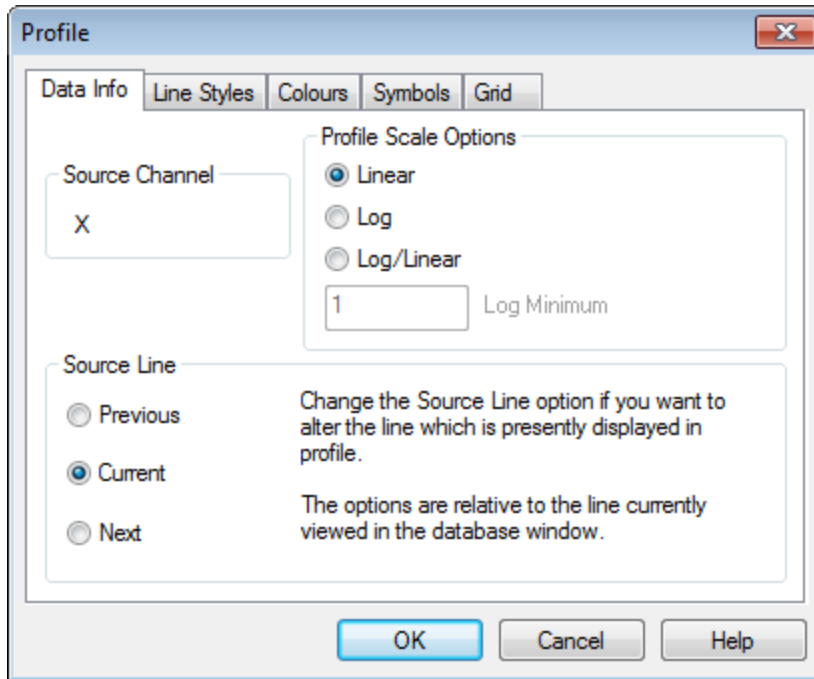 Profile
Data Info
Line Styles
Colours
Symbols
Grid
Source Channel
X
Profile Scale Options
Linear
Log
Log/Linear
1
Log Minimum
Source Line
Previous
Current
Next
Change the Source Line option if you want to
alter the line which is presently displayed in
profile.
The options are relative to the line currently
viewed in the database window.
OK
Cancel
Help